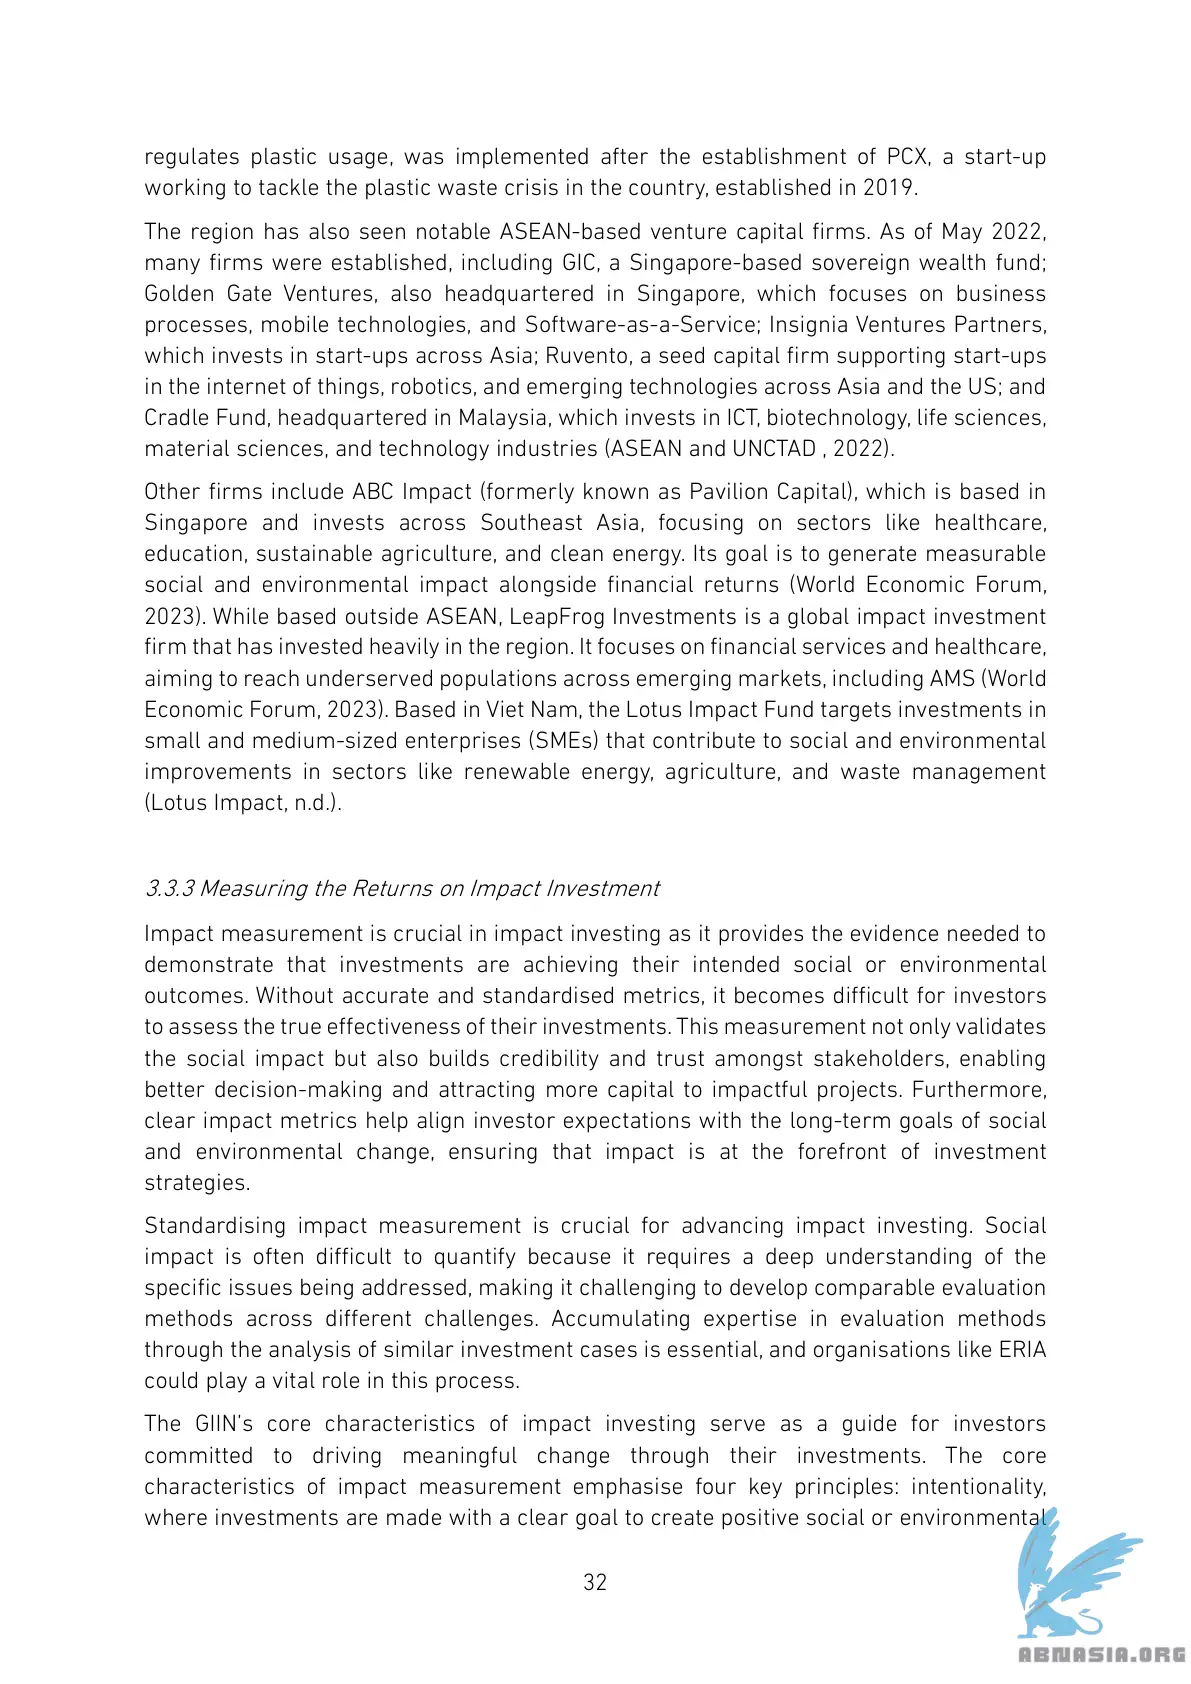 regulates plastic usage, was implemented after the establishment of PCX, a start-up
working to tackle the plastic waste crisis in the country, established in 2019.
The region has also seen notable ASEAN-based venture capital firms. As of May 2022,
many firms were established, including GIC, a Singapore-based sovereign wealth fund;
Golden Gate Ventures, also headquartered in Singapore, which focuses on business
processes, mobile technologies, and Software-as-a-Service; Insignia Ventures Partners,
which invests in start-ups across Asia; Ruvento, a seed capital firm supporting start-ups
in the internet of things, robotics, and emerging technologies across Asia and the US; and
Cradle Fund, headquartered in Malaysia, which invests in ICT, biotechnology, life sciences,
material sciences, and technology industries (ASEAN and UNCTAD , 2022).
Other firms include ABC Impact (formerly known as Pavilion Capital), which is based in
Singapore and invests across Southeast Asia, focusing on sectors like healthcare,
education, sustainable agriculture, and clean energy. Its goal is to generate measurable
social and environmental impact alongside financial returns (World Economic Forum,
2023). While based outside ASEAN, LeapFrog Investments is a global impact investment
firm that has invested heavily in the region. It focuses on financial services and healthcare,
aiming to reach underserved populations across emerging markets, including AMS (World
Economic Forum, 2023). Based in Viet Nam, the Lotus Impact Fund targets investments in
small and medium-sized enterprises (SMEs) that contribute to social and environmental
improvements in sectors like renewable energy, agriculture, and waste management
(Lotus Impact, n.d.).
3.3.3 Measuring the Returns on Impact Investment
Impact measurement is crucial in impact investing as it provides the evidence needed to
demonstrate that investments are achieving their intended social or environmental
outcomes. Without accurate and standardised metrics, it becomes difficult for investors
to assess the true effectiveness of their investments. This measurement not only validates
the social impact but also builds credibility and trust amongst stakeholders, enabling
better decision-making and attracting more capital to impactful projects. Furthermore,
clear impact metrics help align investor expectations with the long-term goals of social
and environmental change, ensuring that impact is at the forefront of investment
strategies.
Standardising impact measurement is crucial for advancing impact investing. Social
impact is often difficult to quantify because it requires a deep understanding of the
specific issues being addressed, making it challenging to develop comparable evaluation
methods across different challenges. Accumulating expertise in evaluation methods
through the analysis of similar investment cases is essential, and organisations like ERIA
could play a vital role in this process.
The GIIN's core characteristics of impact investing serve as a guide for investors
committed to driving meaningful change through their investments. The core
characteristics of impact measurement emphasise four key principles: intentionality,
where investments are made with a clear goal to create positive social or environmental
32
ABNASIA.ORG